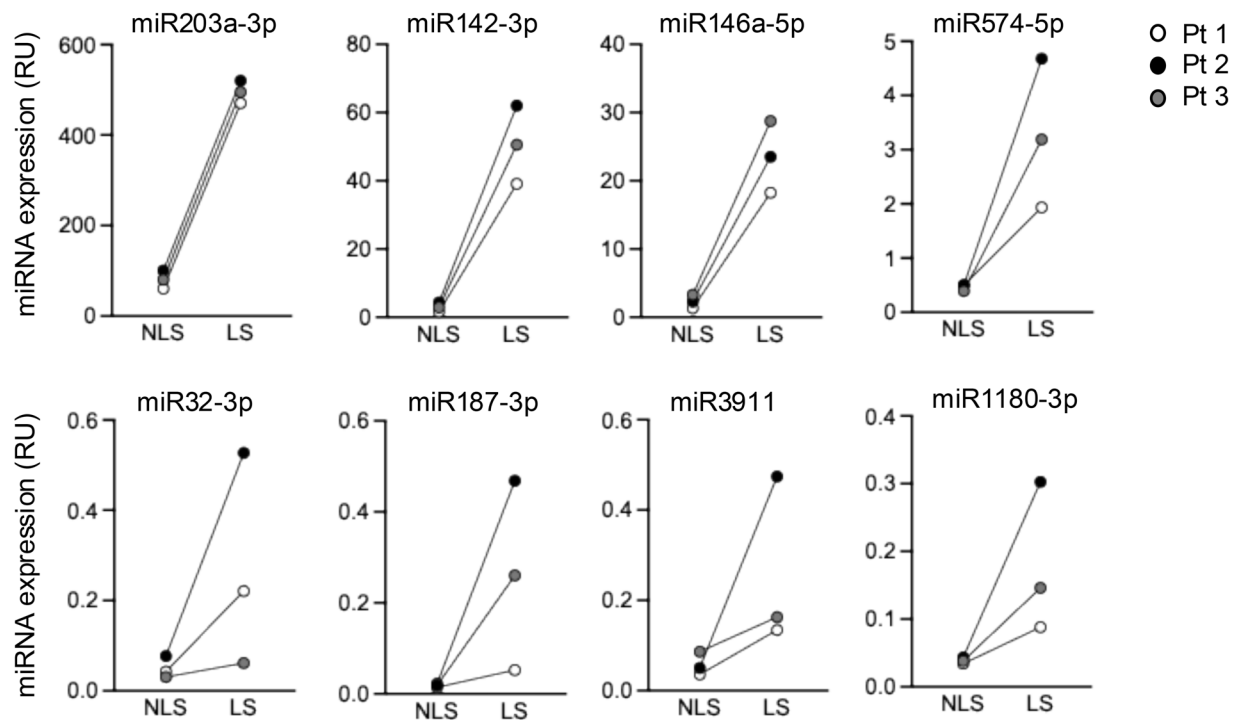 miR203a-3p miR142-3p miR146a-5p miR574-5p
Pt 1
Pt 2
Pt 3
miRNA expression (RU)
600
400
200
0
NLS LS
80
60
40
20
0
NLS LS
40
30
20
10
0
NLS LS
5
4
3
2
1
0
NLS LS
miR32-3p miR187-3p miR3911 miR1180-3p
miRNA expression (RU)
0.6
0.4
0.2
0.0
NLS LS
0.6
0.4
0.2
0.0
NLS LS
0.6
0.4
0.2
0.0
NLS LS
0.4
0.3
0.2
0.1
0.0
NLS LS